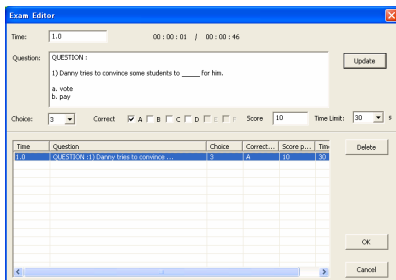 Exam Editor
Time: 1.0 00 : 00 : 01 / 00 : 00 : 46
Question: QUESTION :
1) Danny tries to convince some students to _____ for him.
a. vote
b. pay
Update
Choice: 3 Correct A B C D E F Score 10 Time Limit: 30 s
Time Question Choice Correct... Score p... Tim
1.0 QUESTION :1) Danny tries to convince ... 3 A 10 30
Delete
OK
Cancel